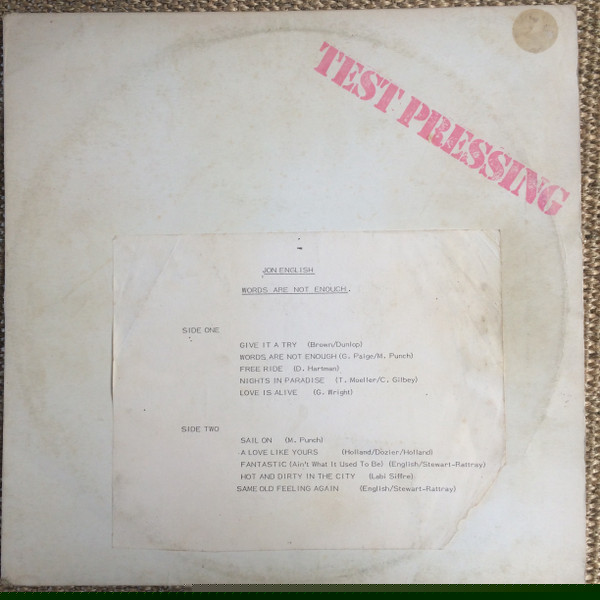 TEST PRESSING
JON ENGLISH
WORDS ARE NOT ENOUGH.
SIDE ONE
GIVE IT A TRY (Brown/Dunlop)
WORDS ARE NOT ENOUGH (G. Paige/M. Punch)
FREE RIDE (D. Hartman)
NIGHTS IN PARADISE (T. Moeller/C. Gilbey)
LOVE IS ALIVE (G. Wright)
SIDE TWO
SAIL ON (M. Punch)
A LOVE LIKE YOURS (Holland/Dozier/Holland)
FANTASTIC (Ain't What It Used To Be) (English/Stewart-Rattray)
HOT AND DIRTY IN THE CITY (Labi Siffre)
SAME OLD FEELING AGAIN (English/Stewart-Rattray)